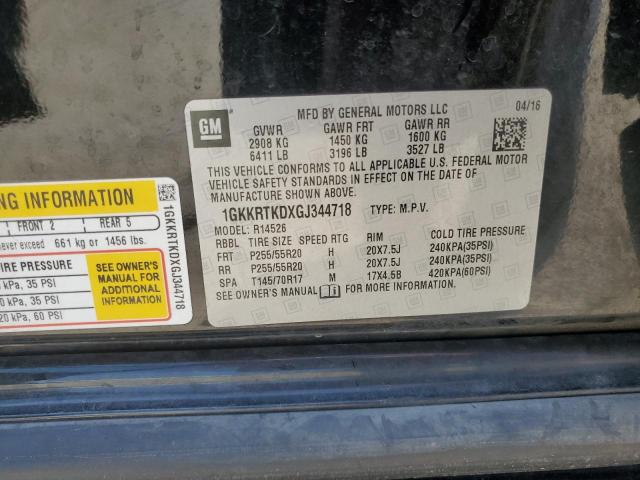 GM
MFD BY GENERAL MOTORS LLC 04/16
GVWR GAWR FRT GAWR RR
2908 KG 1450 KG 1600 KG
6411 LB 3196 LB 3527 LB
THIS VEHICLE CONFORMS TO ALL APPLICABLE U.S. FEDERAL MOTOR
VEHICLE SAFETY STANDARDS IN EFFECT ON THE DATE OF
MANUFACTURE SHOWN ABOVE.
1GKKRTKDXGJ344718 TYPE: M.P.V.
MODEL: R14526
RBBL TIRE SIZE SPEED RTG RIM COLD TIRE PRESSURE
FRT P255/55R20 H 20X7.5J 240KPA(35PSI)
RR P255/55R20 H 20X7.5J 240KPA(35PSI)
SPA T145/70R17 M 17X4.5B 420KPA(60PSI)
SEE OWNER'S MANUAL FOR MORE INFORMATION.
NG INFORMATION
FRONT 2 REAR 5
never exceed 661 kg or 1456 lbs.
TIRE PRESSURE
kPa, 35 PSI
kPa, 35 PSI
20 kPa, 60 PSI
SEE OWNER'S
MANUAL FOR
ADDITIONAL
INFORMATION
1GKKRTKDXGJ344718